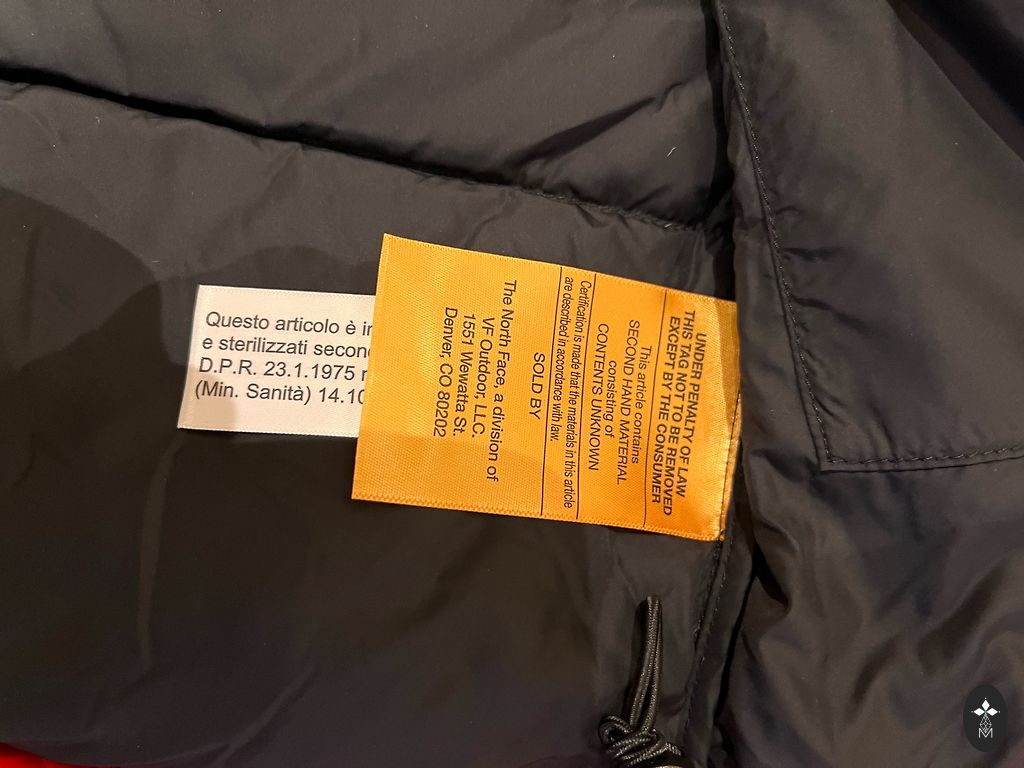 Questo articolo è in
e sterilizzati secon
D.P.R. 23.1.1975
(Min. Sanità) 14.10
UNDER PENALTY OF LAW
THIS TAG NOT TO BE REMOVED
EXCEPT BY THE CONSUMER
This article contains
SECOND HAND MATERIAL
consisting of
CONTENTS UNKNOWN
Certification is made that the materials in this article
are described in accordance with law.
SOLD BY
The North Face, a division of
VF Outdoor, LLC.
1551 Wewatta St.
Denver, CO 80202
M